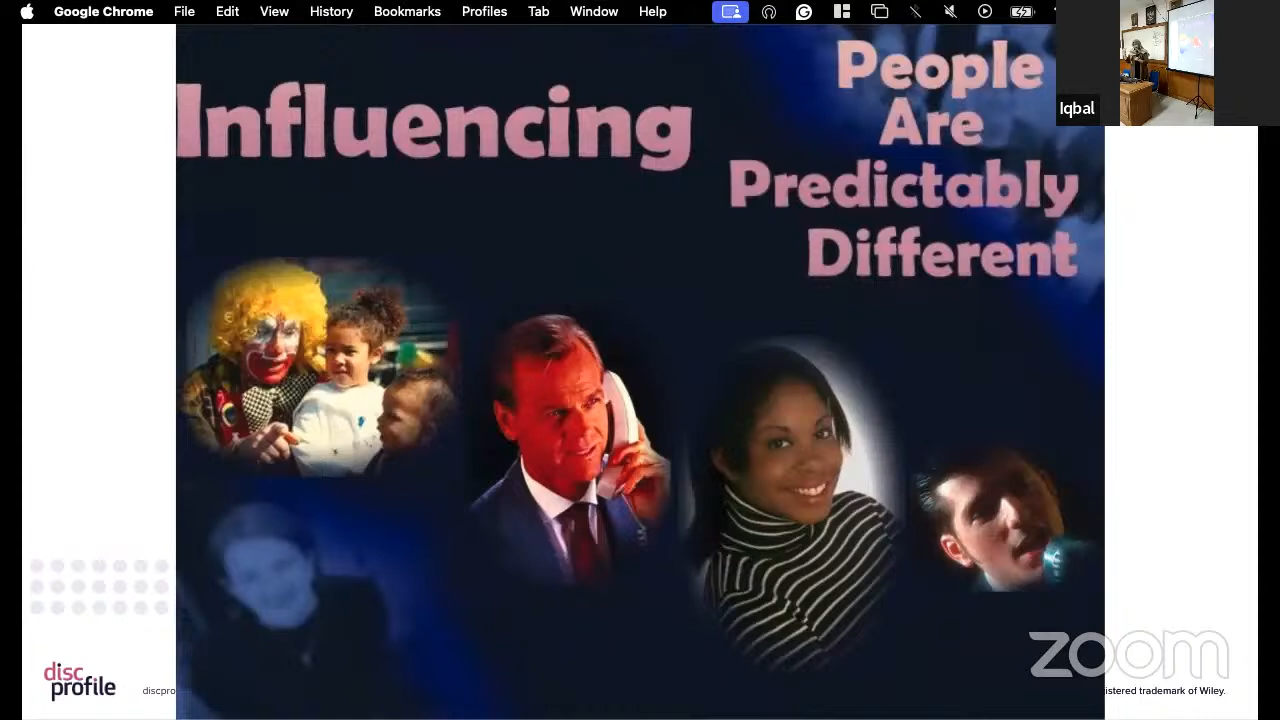 Google Chrome File Edit View History Bookmarks Profiles Tab Window Help
Iqbal
Influencing
People
Are
Predictably
Different
disc
profile
discpro
istered trademark of Wiley.
zoom